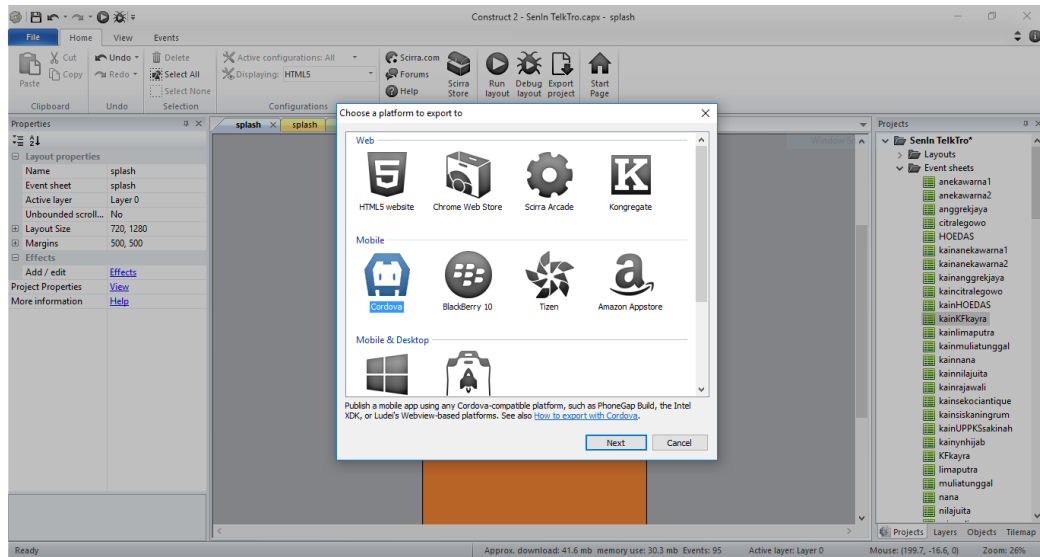 Construct 2 - SenIn TelkTro.capx - splash
File Home View Events
Paste
Cut
Copy
Clipboard
Undo
Redo
Undo
Delete
Select All
Select None
Selection
Active configurations: All
Displaying: HTML5
Configurations
Scirra.com
Forums
Help
Scirra Store
Run layout
Debug layout
Export project
Start Page
Properties
Layout properties
Name splash
Event sheet splash
Active layer Layer 0
Unbounded scroll... No
Layout Size 720, 1280
Margins 500, 500
Effects
Add / edit Effects
Project Properties View
More information Help
splash splash
Choose a platform to export to
Web
HTML5 website Chrome Web Store Scirra Arcade Kongregate
Mobile
Cordova BlackBerry 10 Tizen Amazon Appstore
Mobile & Desktop
Publish a mobile app using any Cordova-compatible platform, such as PhoneGap Build, the Intel
XDK, or Ludei's Webview-based platforms. See also How to export with Cordova.
Next Cancel
Projects
SenIn TelkTro*
Layouts
Event sheets
anekawarna1
anekawarna2
anggrekjaya
citralegowo
HOEDAS
kainanekawarna1
kainanekawarna2
kainanggrekjaya
kaincitralegowo
kainHOEDAS
kainKFkayra
kainlimaputra
kainmuliatunggal
kainnana
kainnilajuita
kainrajawali
kainsekociantique
kainsiskaningrum
kainUPPKSsakinah
kainynhijab
KFkayra
limaputra
muliatunggal
nana
nilajuita
Projects Layers Objects Tilemap
Ready
Approx. download: 41.6 mb memory use: 30.3 mb Events: 95 Active layer: Layer 0 Mouse: (199.7, -16.6, 0) Zoom: 26%